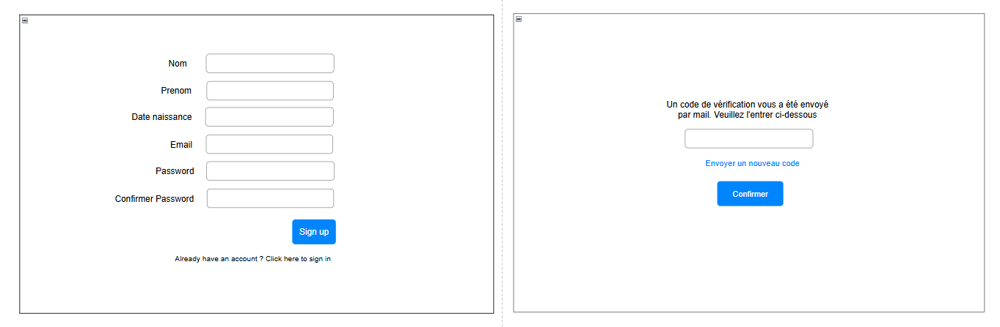 Nom
Prenom
Date naissance
Email
Password
Confirmer Password
Sign up
Already have an account ? Click here to sign in
Un code de vérification vous a été envoyé
par mail. Veuillez l'entrer ci-dessous
Envoyer un nouveau code
Confirmer